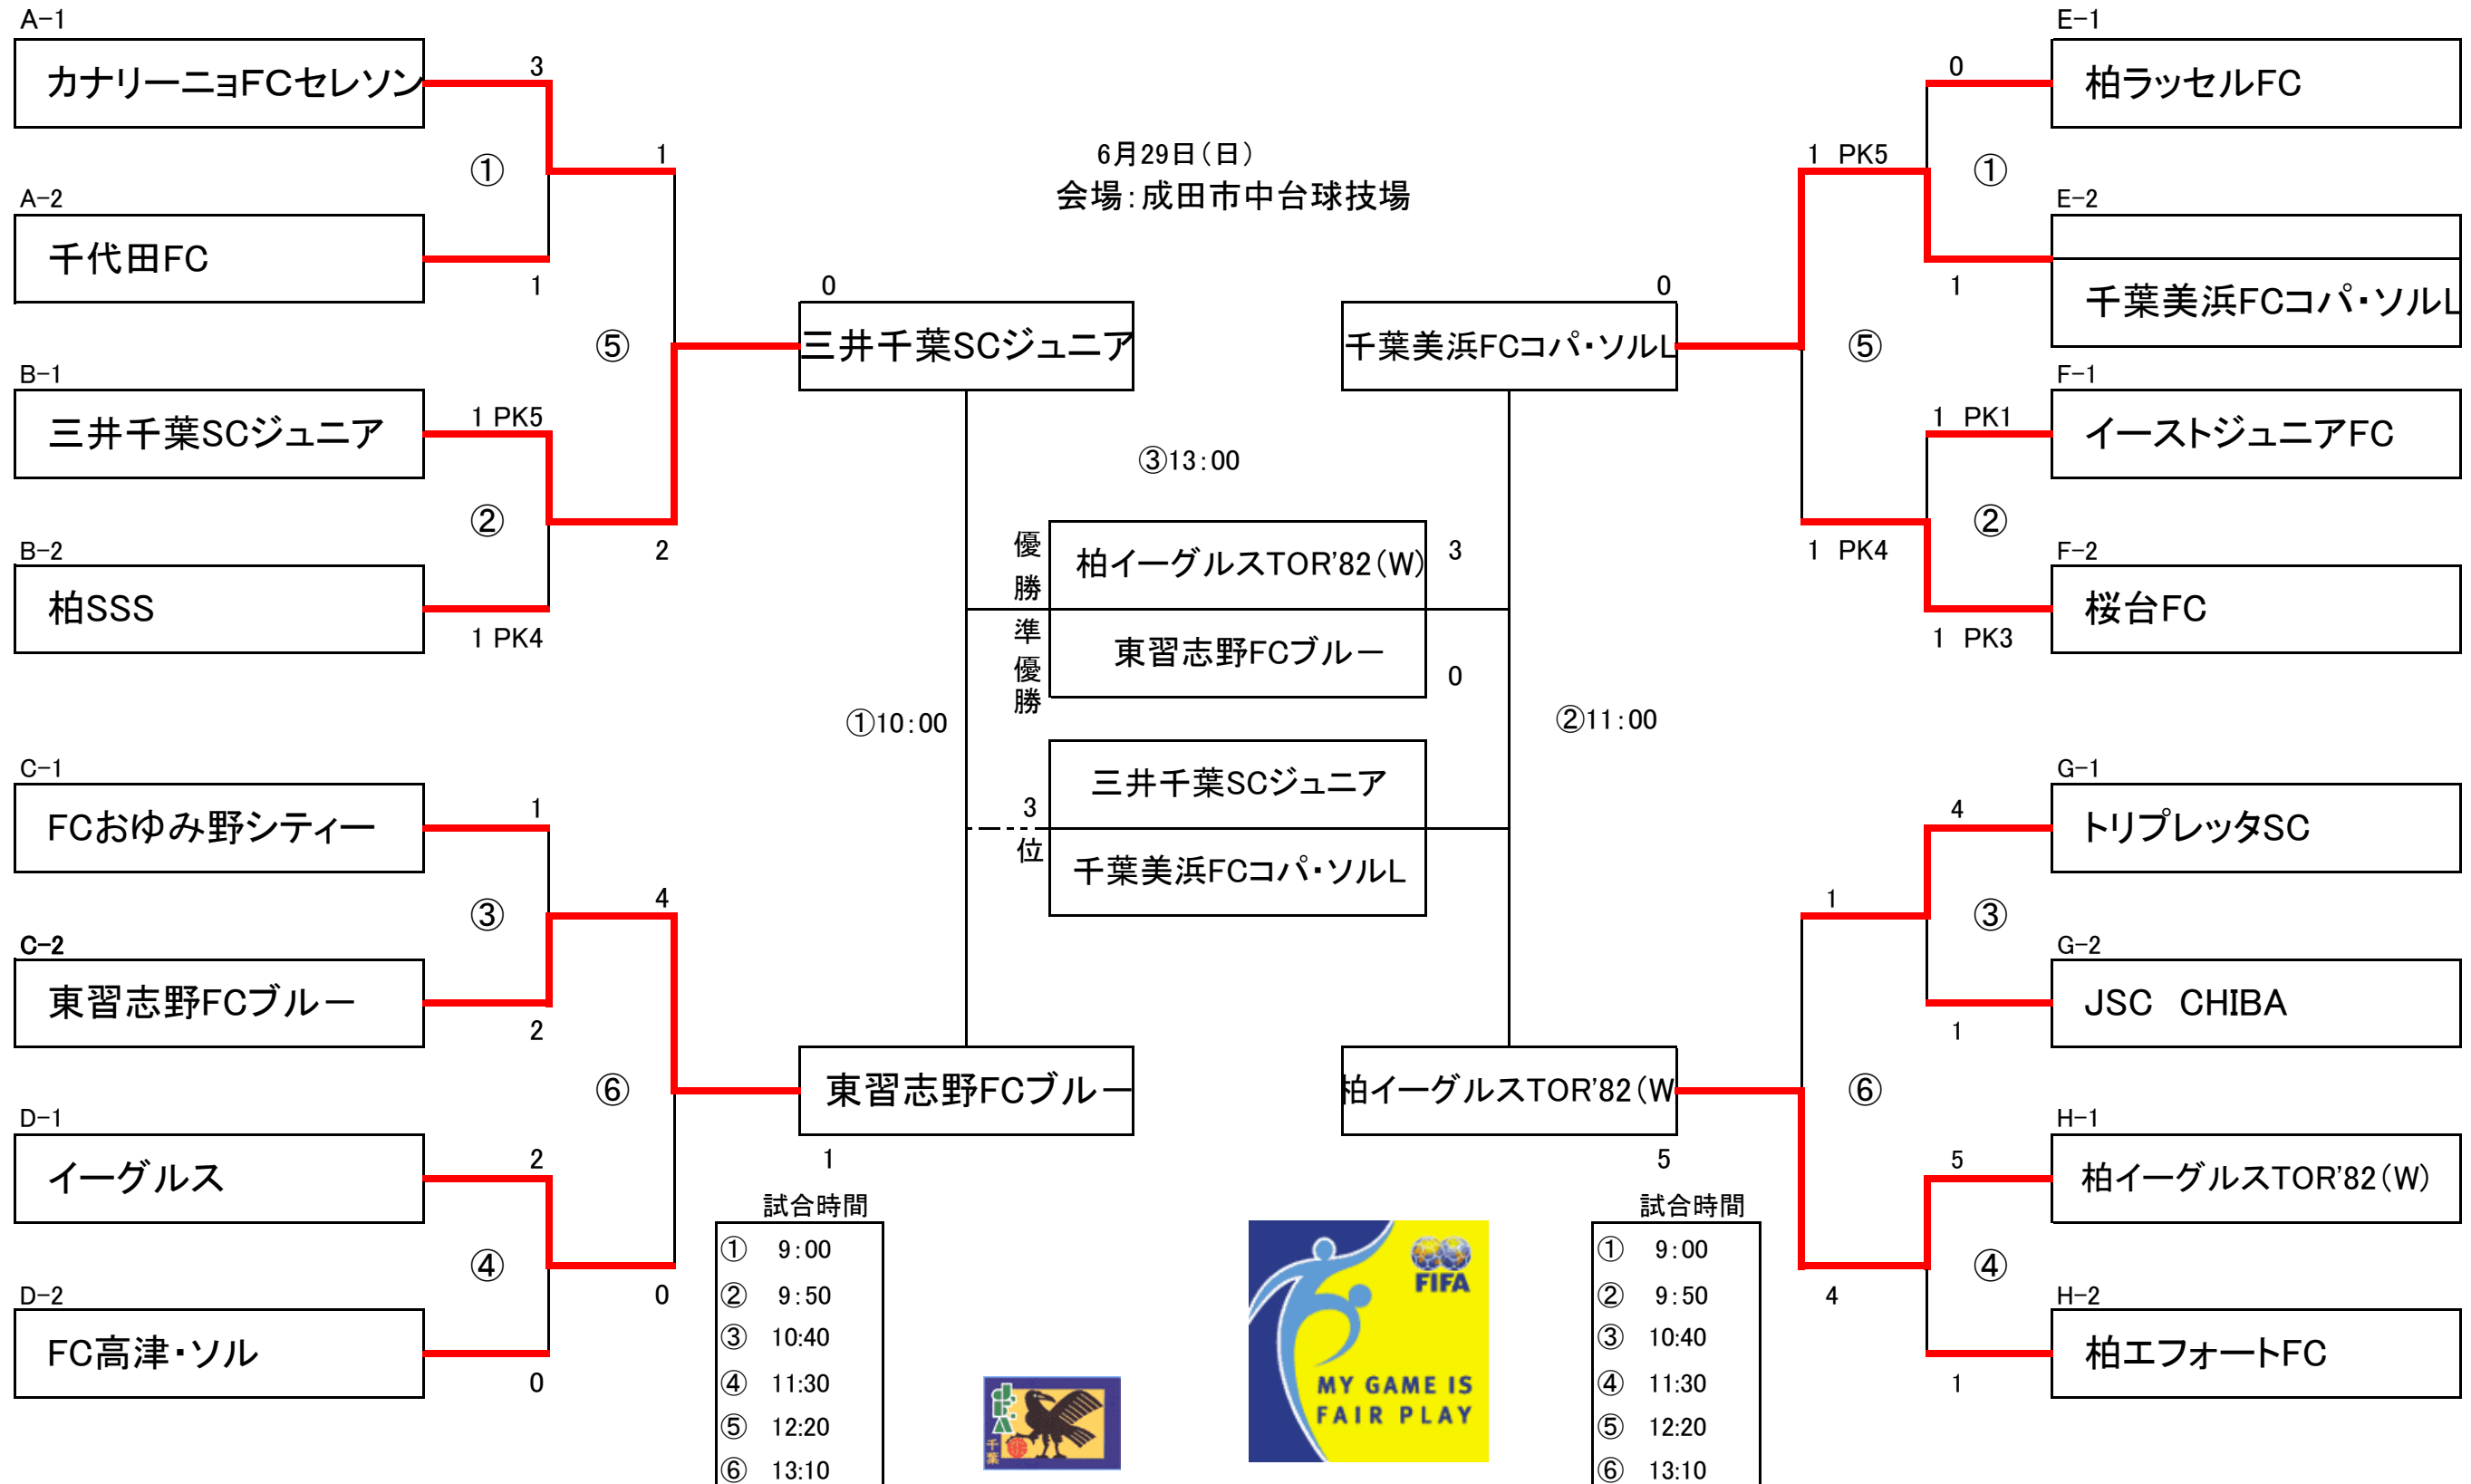 A-1
カナリーニョFCセレソン
3
①
A-2
千代田FC
1
1
⑤
B-1
三井千葉SCジュニア
1 PK5
②
B-2
柏SSS
1 PK4
2
C-1
FCおゆみ野シティー
1
③
C-2
東習志野FCブルー
2
4
⑥
D-1
イーグルス
2
④
D-2
FC高津・ソル
0
0
6月29日(日)
会場:成田市中台球技場
0
三井千葉SCジュニア
0
千葉美浜FCコパ・ソルL
③13:00
優勝
柏イーグルスTOR'82(W)
3
準優勝
東習志野FCブルー
0
①10:00
②11:00
3位
三井千葉SCジュニア
千葉美浜FCコパ・ソルL
東習志野FCブルー
1
柏イーグルスTOR'82(W
5
試合時間
① 9:00
② 9:50
③ 10:40
④ 11:30
⑤ 12:20
⑥ 13:10
千葉
FIFA
MY GAME IS
FAIR PLAY
試合時間
① 9:00
② 9:50
③ 10:40
④ 11:30
⑤ 12:20
⑥ 13:10
E-1
0
柏ラッセルFC
1 PK5
①
E-2
1
千葉美浜FCコパ・ソルL
⑤
F-1
1 PK1
イーストジュニアFC
②
1 PK4
F-2
1 PK3
桜台FC
G-1
4
トリプレッタSC
1
③
G-2
1
JSC CHIBA
⑥
H-1
5
柏イーグルスTOR'82(W)
④
4
H-2
1
柏エフォートFC